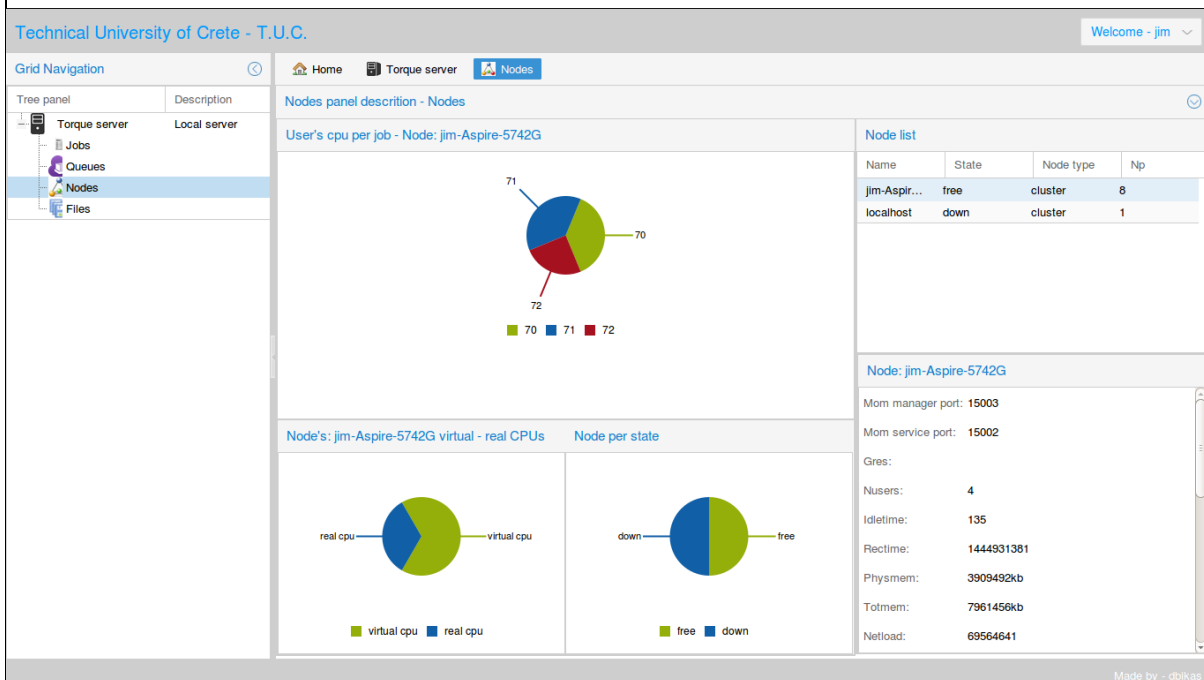 Technical University of Crete - T.U.C.
Welcome - jim
Grid Navigation
Home Torque server Nodes
Tree panel Description
Torque server Local server
Jobs
Queues
Nodes
Files
Nodes panel descrition - Nodes
User's cpu per job - Node: jim-Aspire-5742G
71
70
72
70 71 72
Node list
Name State Node type Np
jim-Aspir... free cluster 8
localhost down cluster 1
Node's: jim-Aspire-5742G virtual - real CPUs
real cpu virtual cpu
virtual cpu real cpu
Node per state
down free
free down
Node: jim-Aspire-5742G
Mom manager port: 15003
Mom service port: 15002
Gres:
Nusers: 4
Idletime: 135
Rectime: 1444931381
Physmem: 3909492kb
Totmem: 7961456kb
Netload: 69564641
Made by - dbikas